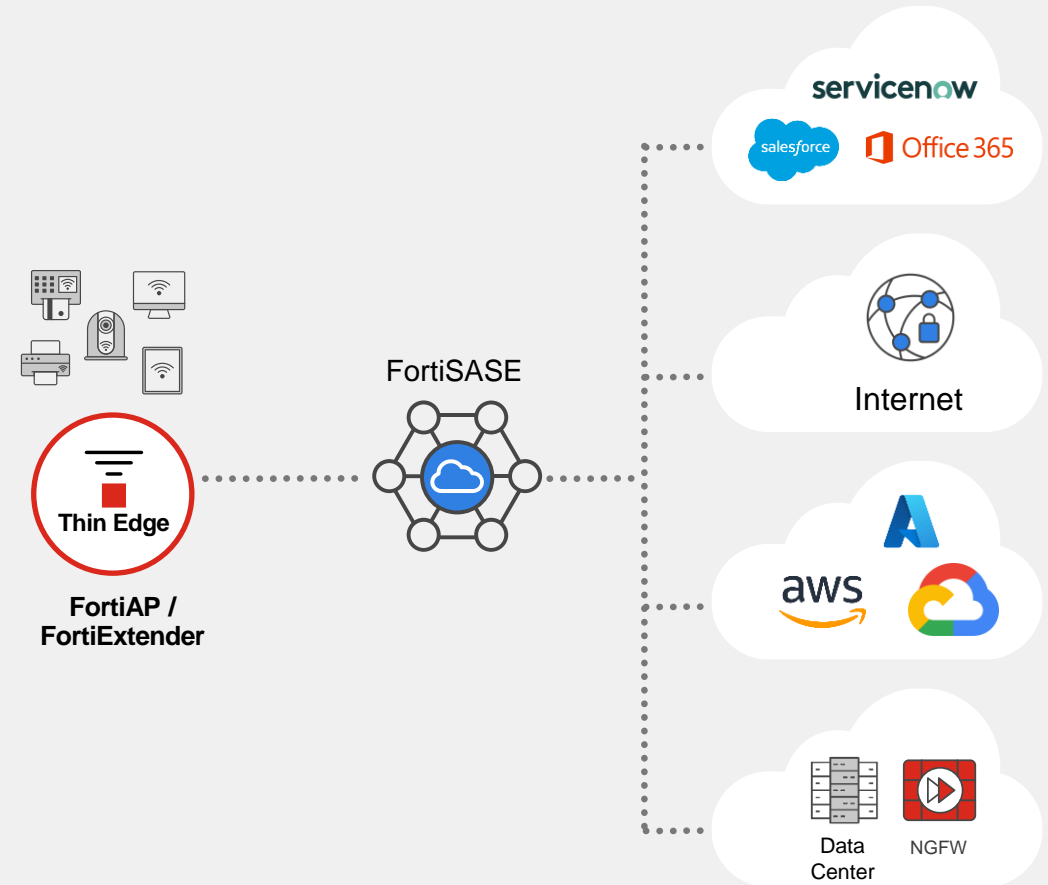 servicenow
salesforce
Office 365
FortiSASE
Internet
Thin Edge
FortiAP /
FortiExtender
aws
Data
Center
NGFW